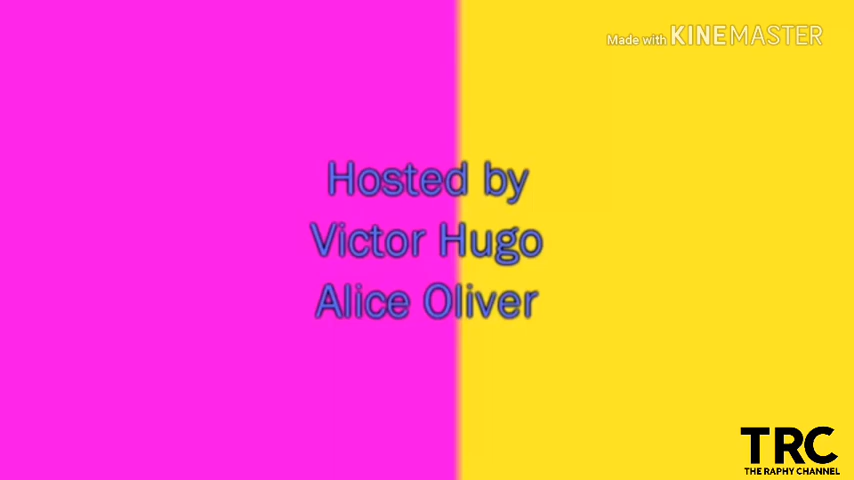 Made with KINEMASTER
Hosted by
Victor Hugo
Alice Oliver
TRC
THE RAPHY CHANNEL